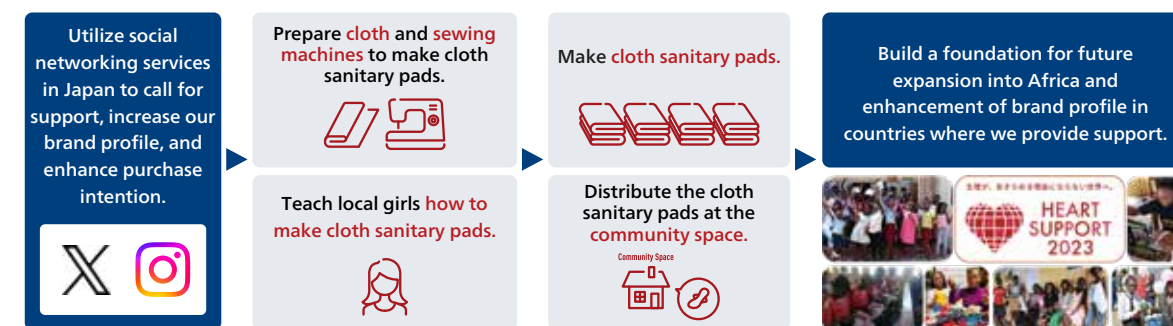 Utilize social
networking services
in Japan to call for
support, increase our
brand profile, and
enhance purchase
intention.
Prepare cloth and sewing
machines to make cloth
sanitary pads.
Teach local girls how to
make cloth sanitary pads.
Make cloth sanitary pads.
Distribute the cloth
sanitary pads at the
community space.
Community Space
Build a foundation for future
expansion into Africa and
enhancement of brand profile in
countries where we provide support.
HEART
SUPPORT
2023